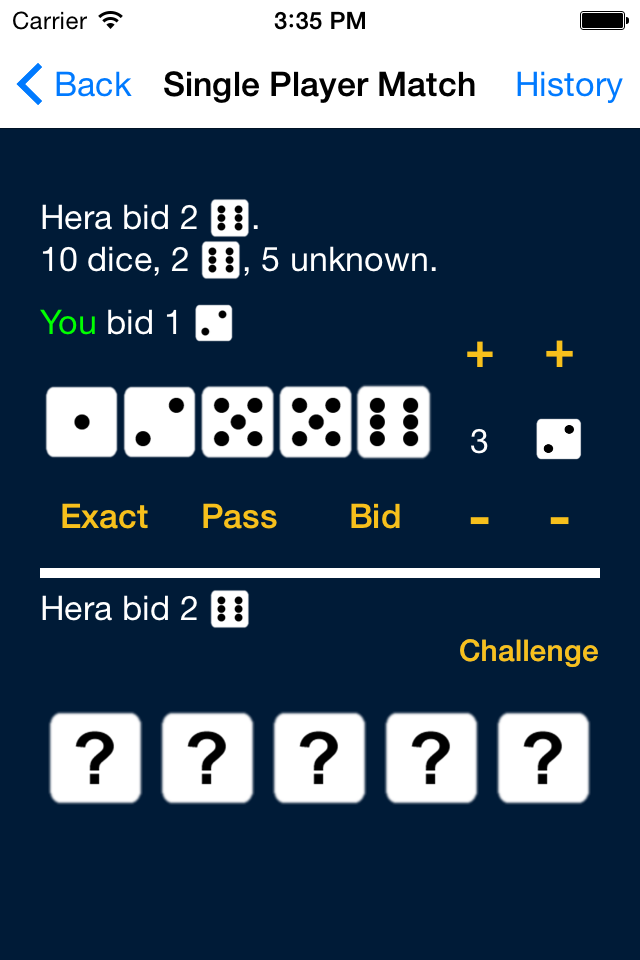 Carrier 3:35 PM
Back Single Player Match History
Hera bid 2 .
10 dice, 2 , 5 unknown.
You bid 1
+ +
3
Exact Pass Bid - -
Hera bid 2
Challenge
? ? ? ? ?